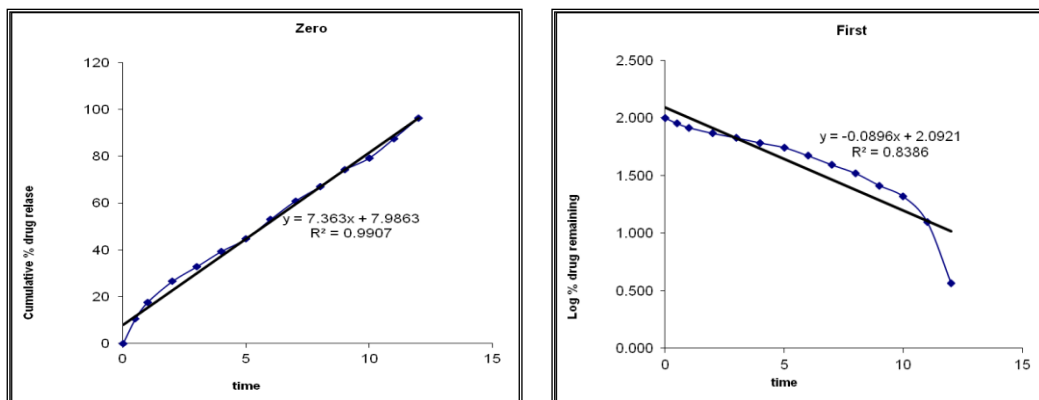 Zero
120
100
80
60
40
20
0
Cumulative % drug relase
y = 7.363x + 7.9863
R² = 0.9907
0 5 10 15
time
First
2.500
2.000
1.500
1.000
0.500
0.000
Log % drug remaining
y = -0.0896x + 2.0921
R² = 0.8386
0 5 10 15
time